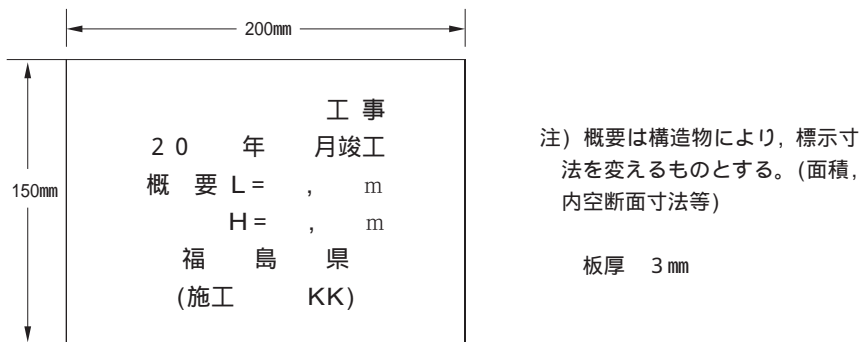 200mm
150mm
工 事
２０　　年　　月竣工
概　要 L＝　　,　　m
H＝　　,　　m
福　　島　　県
(施工　　　KK)
注) 概要は構造物により, 標示寸
法を変えるものとする。(面積,
内空断面寸法等)
板厚　３㎜